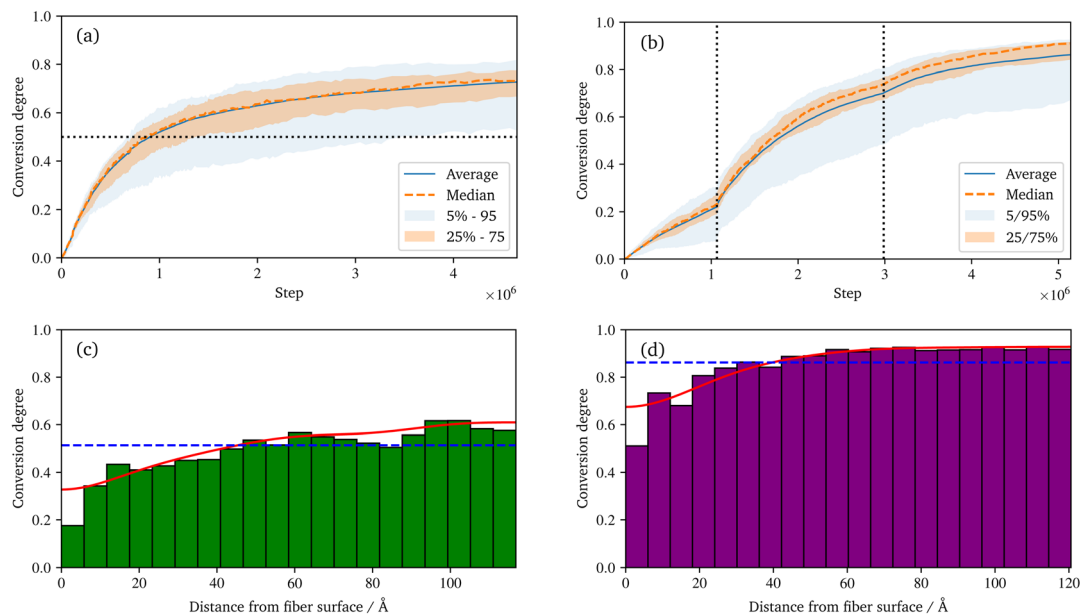 (a)
Conversion degree
1.0
0.8
0.6
0.4
0.2
0.0
0
1
2
3
4
Step
×10⁶
Average
Median
5% - 95
25% - 75
(b)
Conversion degree
1.0
0.8
0.6
0.4
0.2
0.0
0
1
2
3
4
5
Step
×10⁶
Average
Median
5/95%
25/75%
(c)
Conversion degree
1.0
0.8
0.6
0.4
0.2
0.0
0
20
40
60
80
100
Distance from fiber surface / Å
(d)
Conversion degree
1.0
0.8
0.6
0.4
0.2
0.0
0
20
40
60
80
100
120
Distance from fiber surface / Å